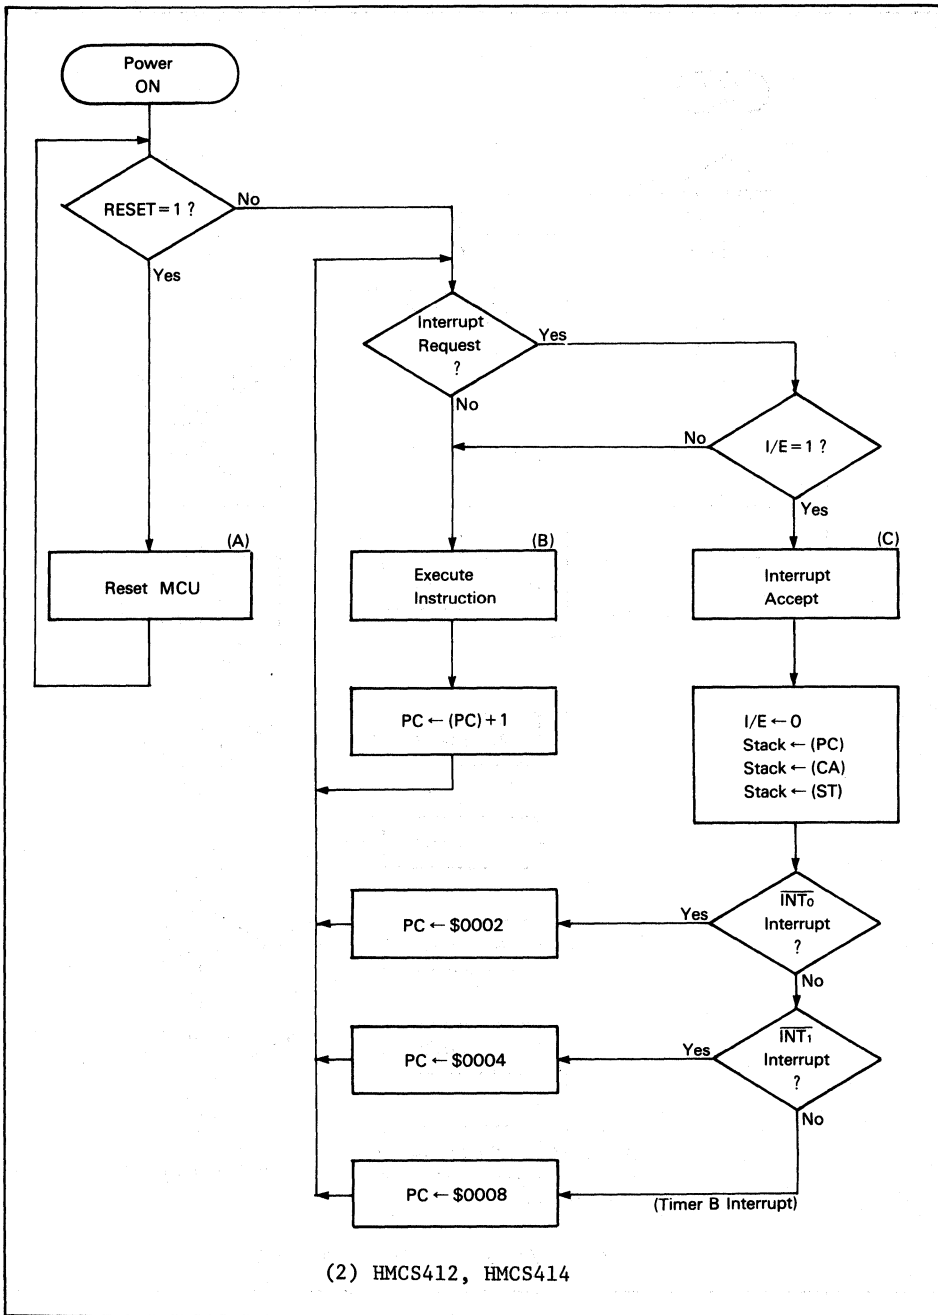 Power
ON
RESET=1 ?
No
Yes
Interrupt
Request
?
Yes
No
I/E=1 ?
No
Yes
(A)
Reset MCU
(B)
Execute
Instruction
(C)
Interrupt
Accept
PC ← (PC)+1
I/E ← 0
Stack ← (PC)
Stack ← (CA)
Stack ← (ST)
INT₀
Interrupt
?
Yes
No
PC ← $0002
INT₁
Interrupt
?
Yes
No
PC ← $0004
PC ← $0008
(Timer B Interrupt)
(2) HMCS412, HMCS414